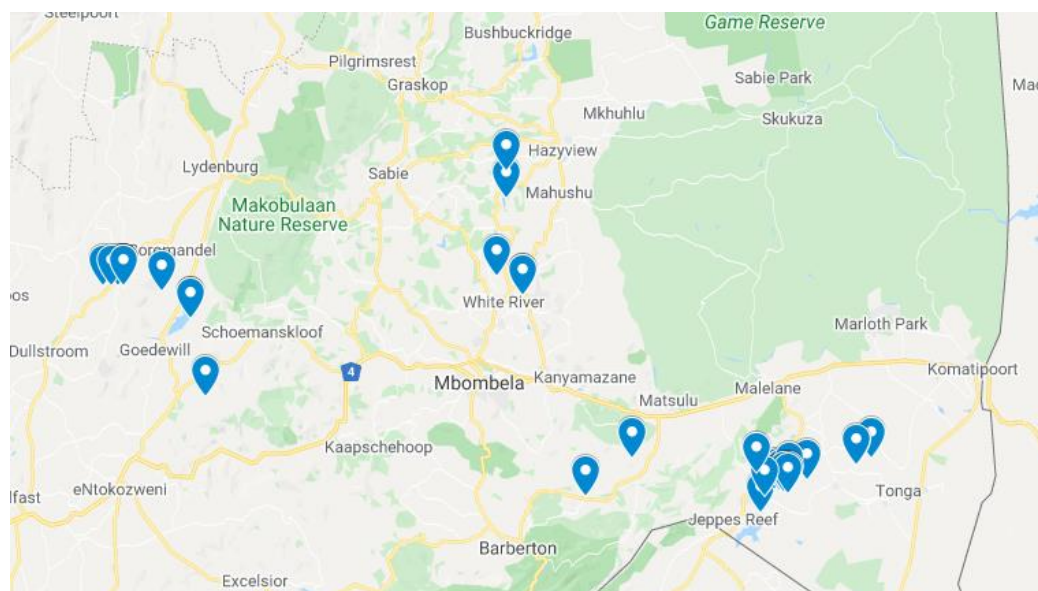 Steelpoort
Bushbuckridge
Game Reserve
Pilgrimsrest
Graskop
Sabie Park
Mkhuhlu
Skukuza
Hazyview
Lydenburg
Sabie
Mahushu
Makobulaan
Nature Reserve
White River
Schoemanskloof
Marloth Park
Dullstroom
Goedewill
4
Mbombela
Kanyamazane
Malelane
Komatipoort
Matsulu
Kaapschehoop
eNtokozweni
Tonga
Jeppes Reef
Barberton
Excelsior